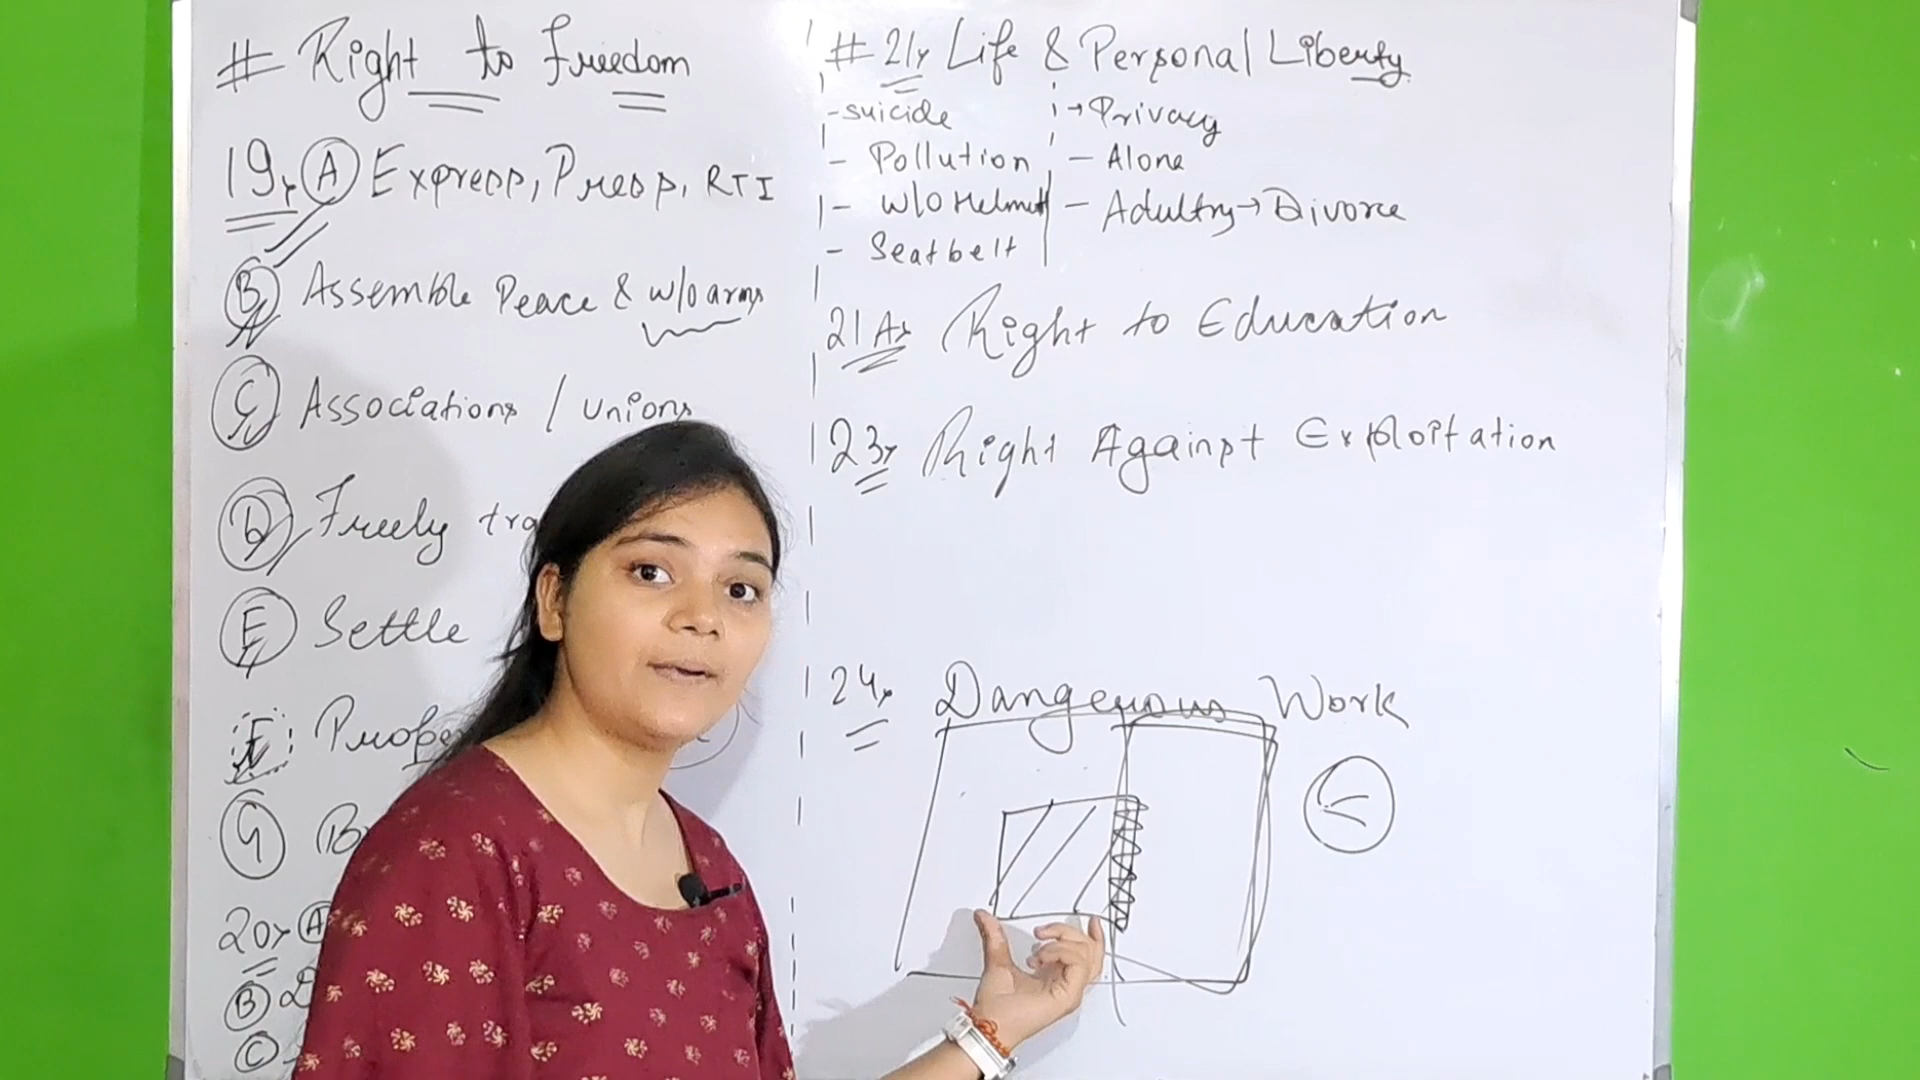 # Right to freedom
19, A Express, Press, RTI
B Assemble Peace & w/o arms
C Associations / unions
D Freely tra
E Settle
F Prope
G B
20, A
B D
C
# 21, Life & Personal Liberty
- suicide
- Pollution
- W/O Helmet
- Seatbelt
→ Privacy
- Alone
- Adultry → Divorce
21 A, Right to Education
23, Right Against Exploitation
24, Dangerous Work